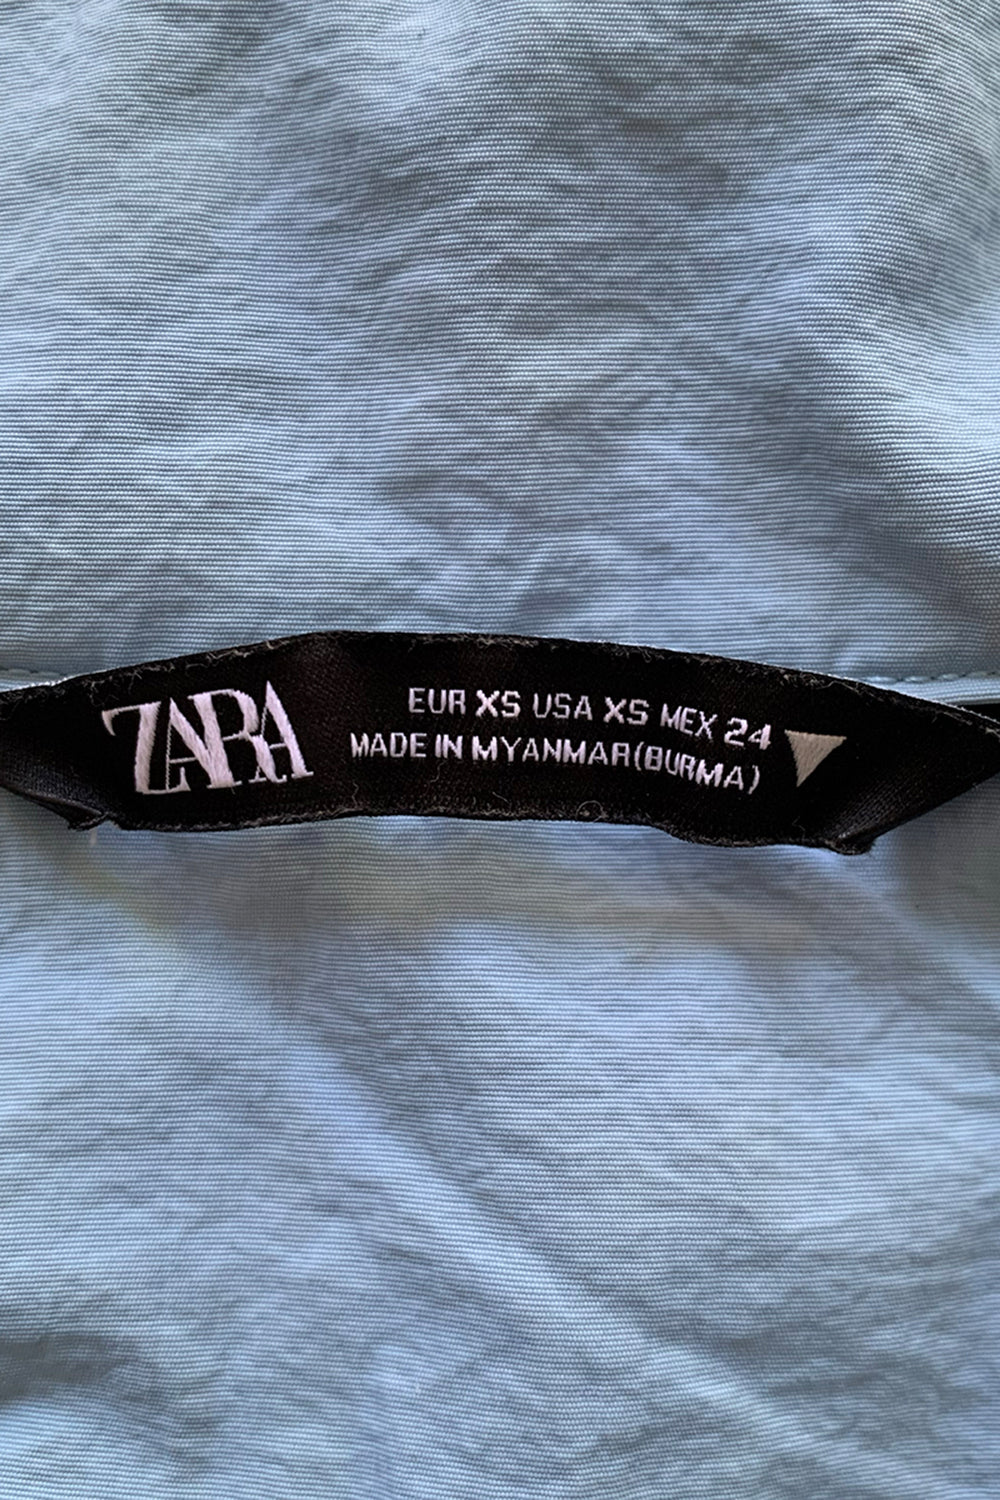 ZARA
EUR XS USA XS MEX 24
MADE IN MYANMAR(BURMA)